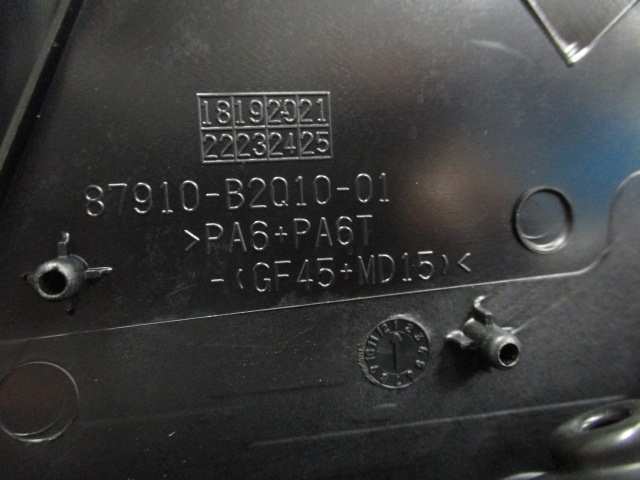 18 19 20 21
22 23 24 25
87910-B2Q10-01
>PA6+PA6T
-(GF45+MD15)<